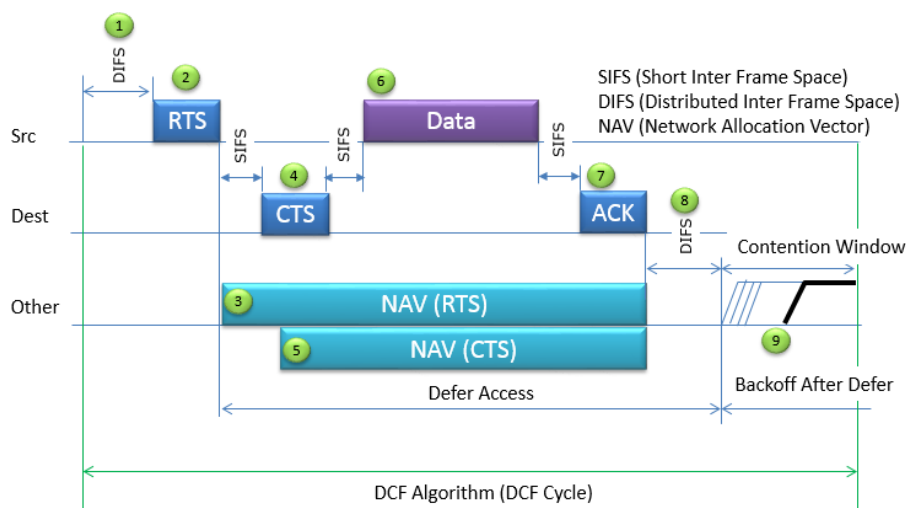 1
DIFS
2
RTS
6
Data
SIFS (Short Inter Frame Space)
DIFS (Distributed Inter Frame Space)
NAV (Network Allocation Vector)
Src
SIFS
SIFS
SIFS
4
CTS
7
ACK
8
DIFS
Dest
Contention Window
Other
3
NAV (RTS)
5
NAV (CTS)
9
Defer Access
Backoff After Defer
DCF Algorithm (DCF Cycle)